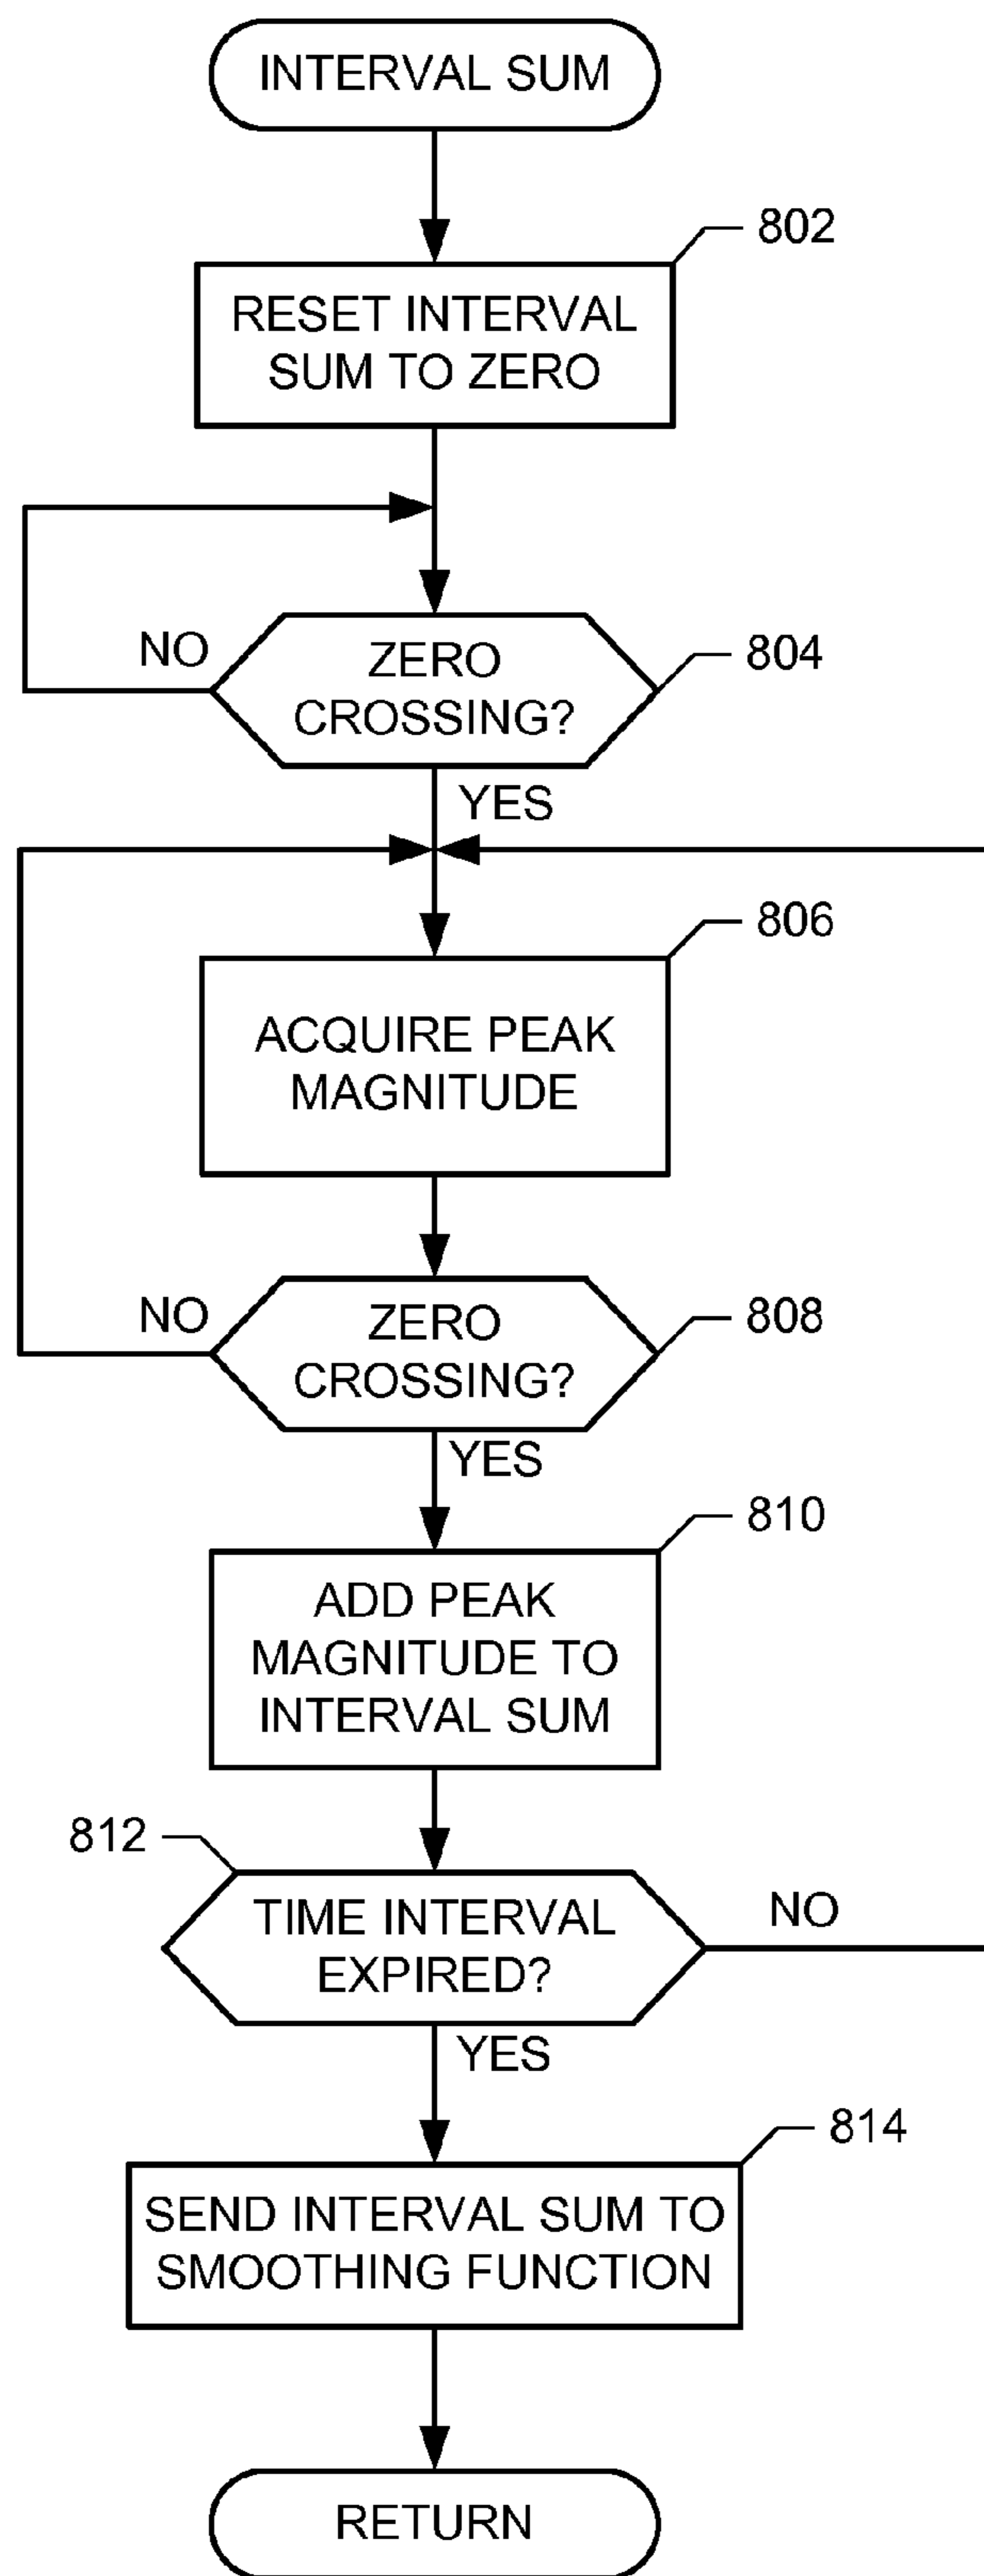 INTERVAL SUM
802
RESET INTERVAL
SUM TO ZERO
NO
ZERO
CROSSING?
804
YES
806
ACQUIRE PEAK
MAGNITUDE
NO
ZERO
CROSSING?
808
YES
810
ADD PEAK
MAGNITUDE TO
INTERVAL SUM
812
TIME INTERVAL
EXPIRED?
NO
YES
814
SEND INTERVAL SUM TO
SMOOTHING FUNCTION
RETURN